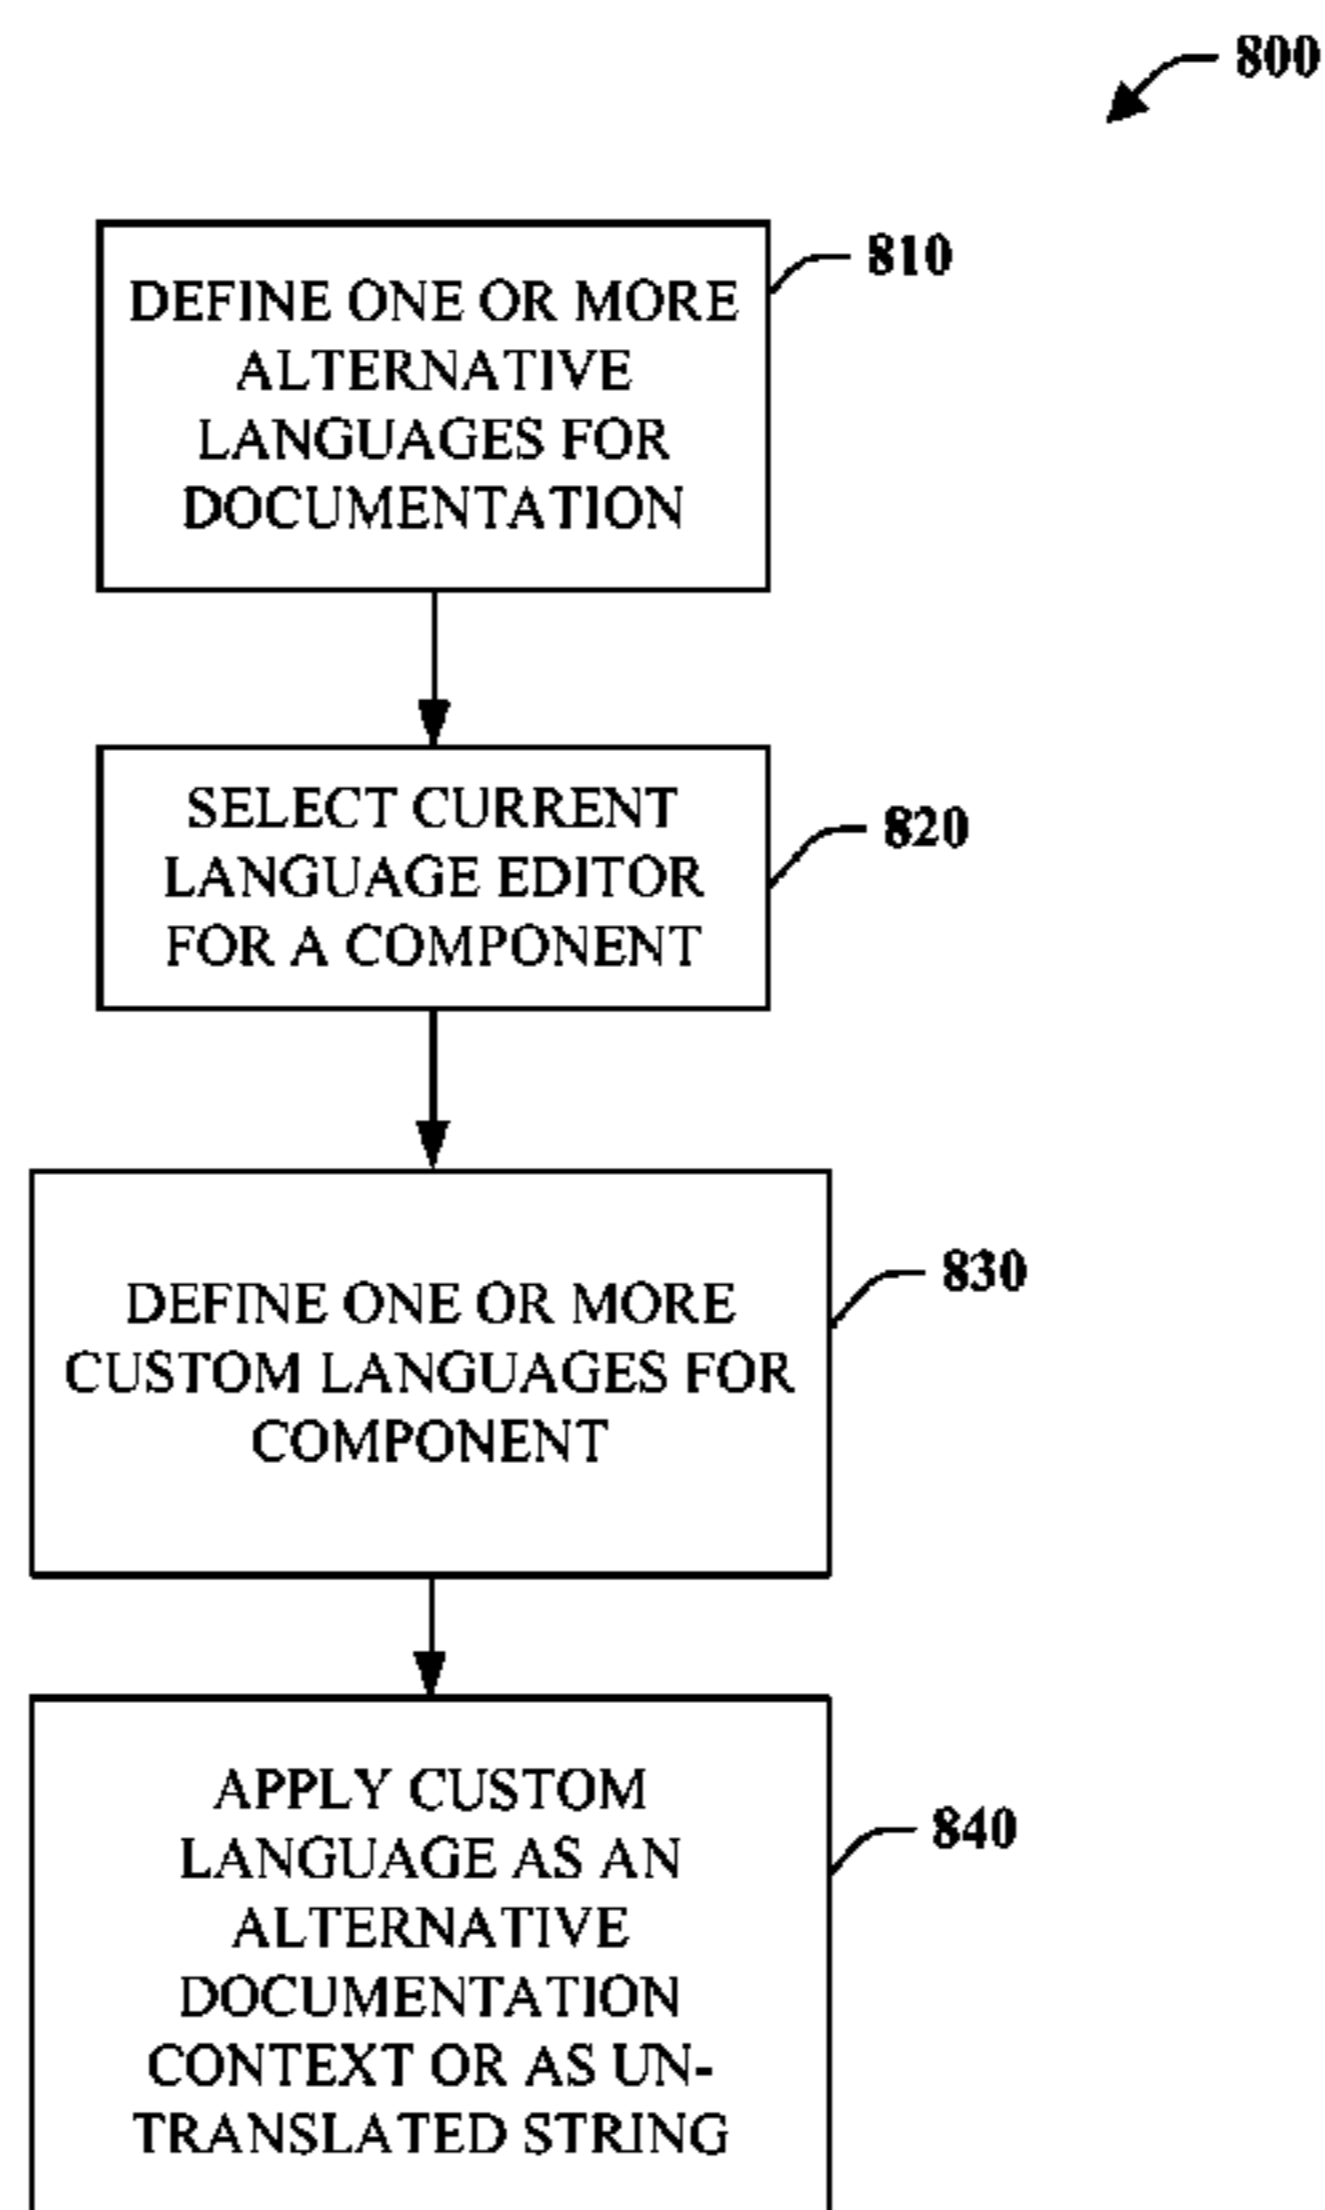 800
810
DEFINE ONE OR MORE
ALTERNATIVE
LANGUAGES FOR
DOCUMENTATION
820
SELECT CURRENT
LANGUAGE EDITOR
FOR A COMPONENT
830
DEFINE ONE OR MORE
CUSTOM LANGUAGES FOR
COMPONENT
840
APPLY CUSTOM
LANGUAGE AS AN
ALTERNATIVE
DOCUMENTATION
CONTEXT OR AS UN-
TRANSLATED STRING